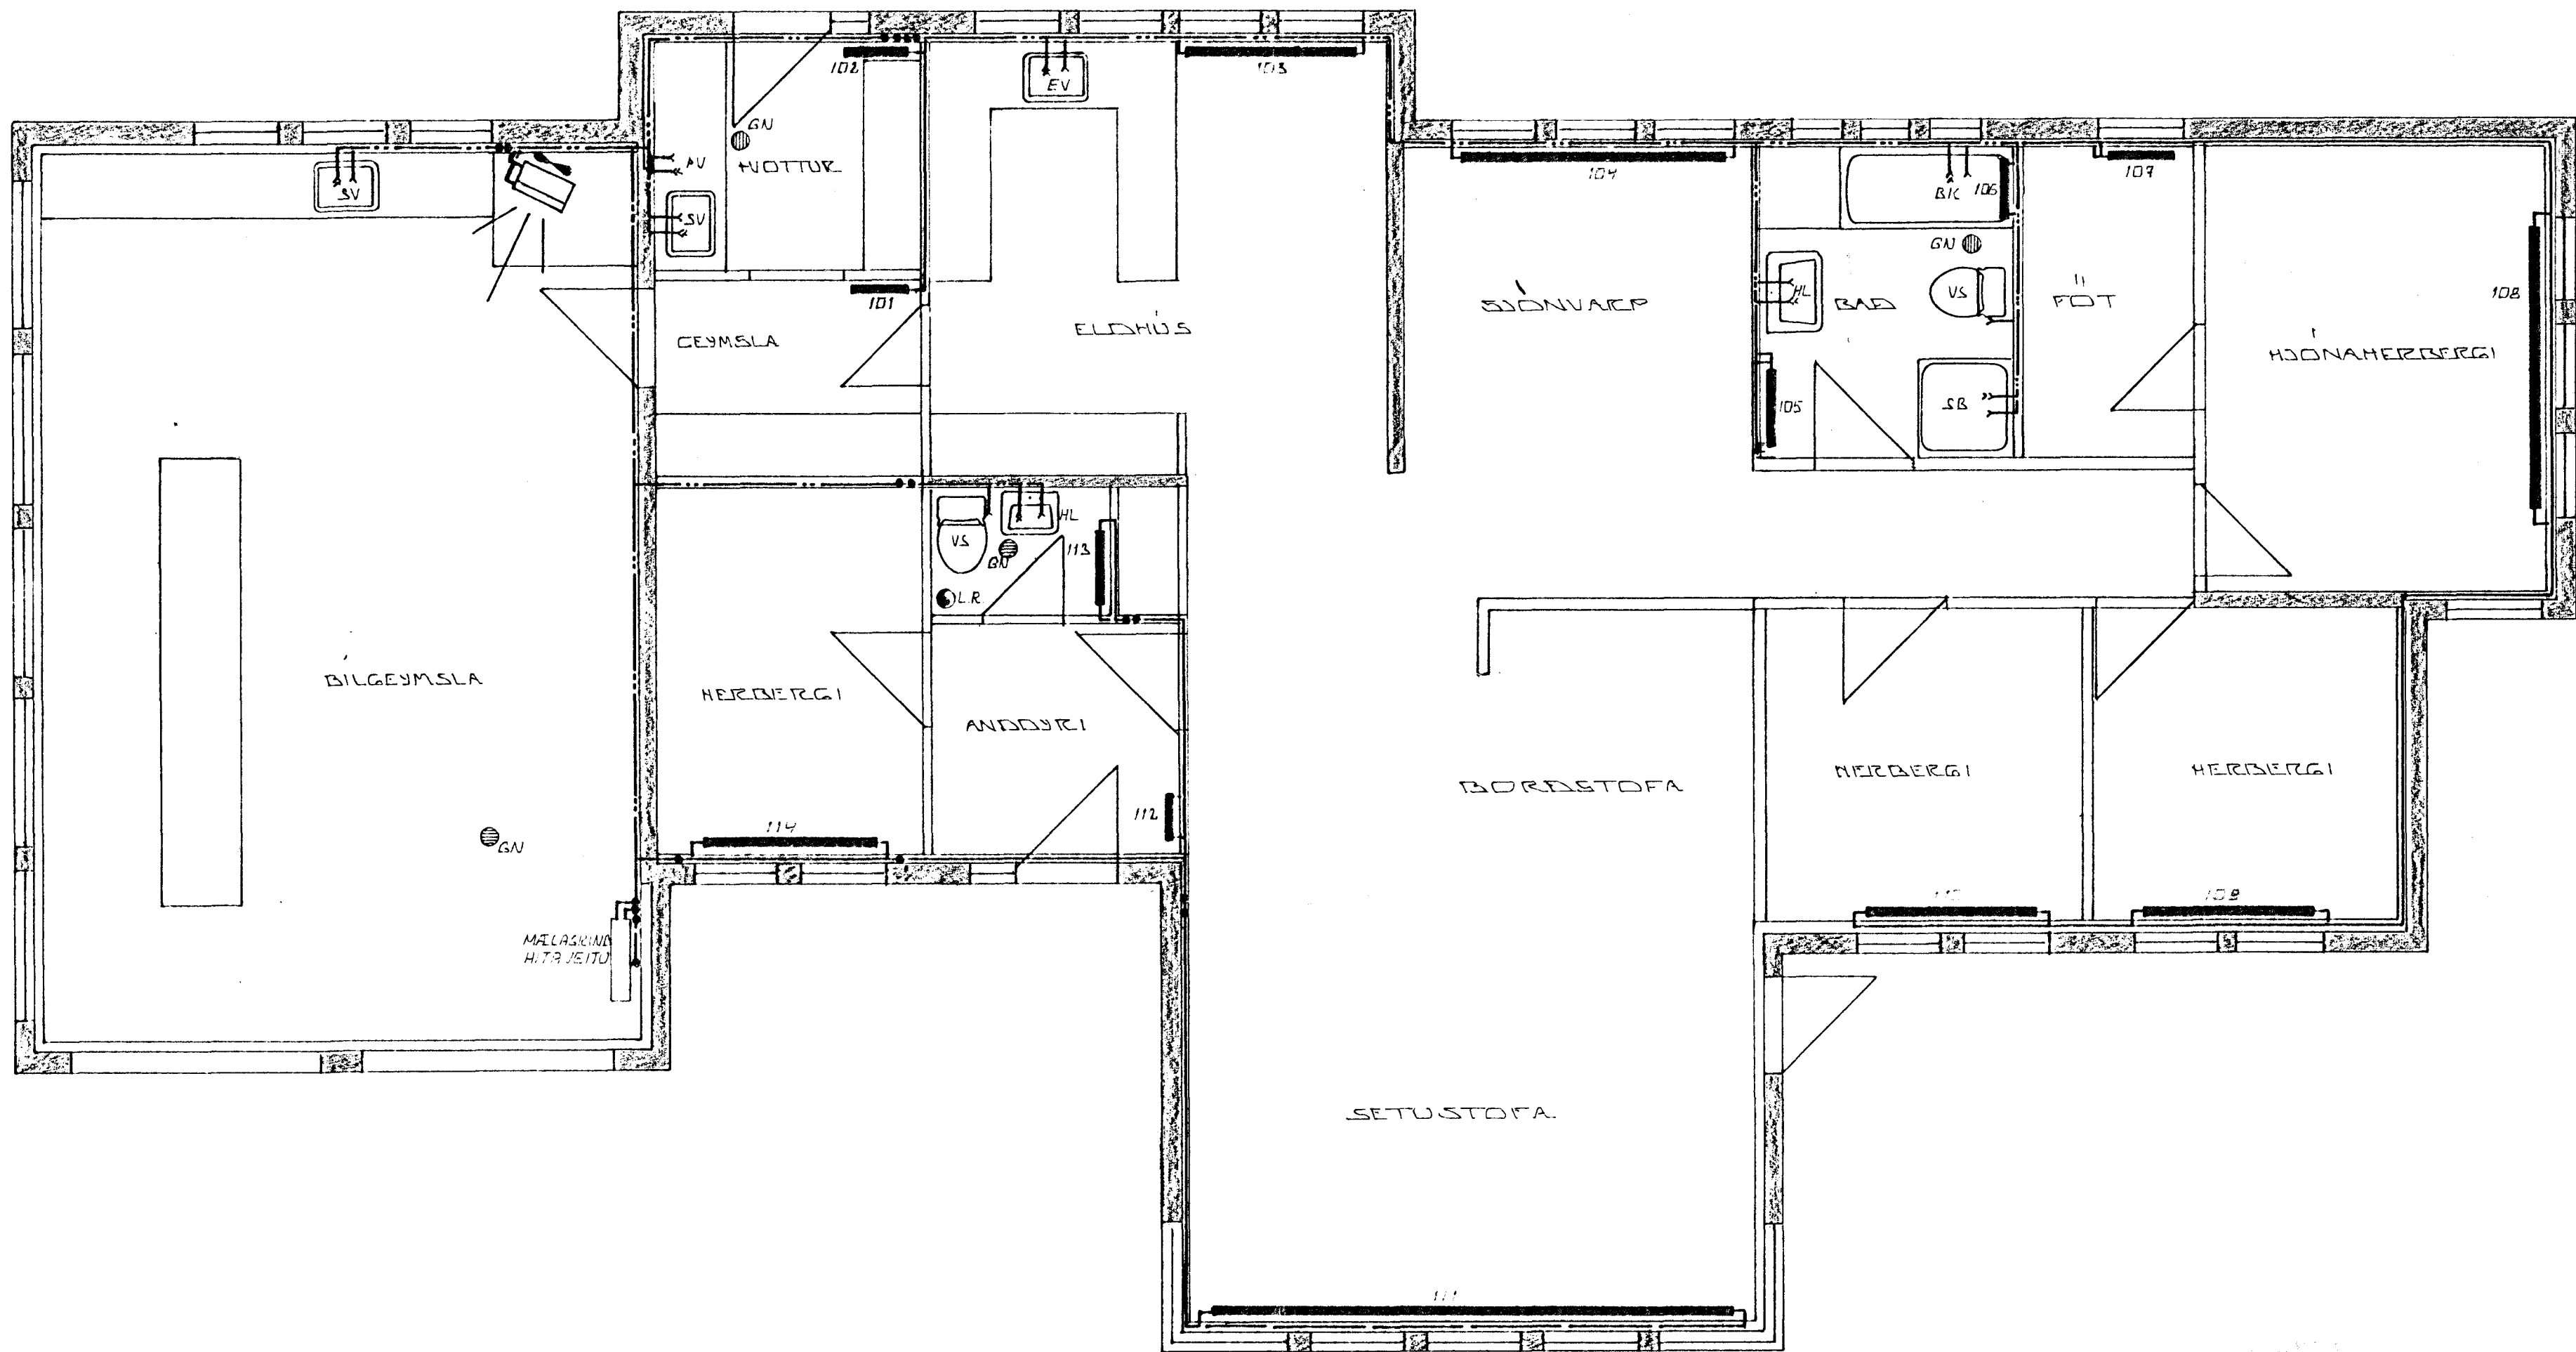 102
103
EV
GN
ÞVOTTUR
ÞV
SV
SV
104
BK
106
107
GN
HL
BAÐ
VS
FÖT
108
101
SJÓNVARP
ELDHÚS
GEYMSLA
HJÓNAHERBERGI
105
SB
HL
VS
GN
113
L.R.
BÍLGEYMSLA
HERBERGI
ANDDYRI
HERBERGI
HERBERGI
BORÐSTOFA
112
114
GN
110
109
MÆLAGRIND
HITAVEITU
SETUSTOFA
111